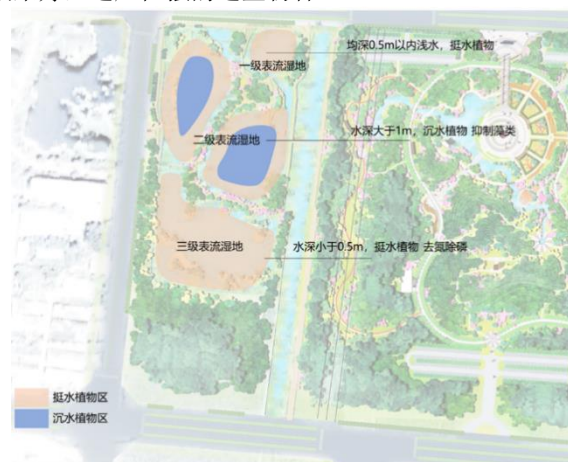 均深0.5m以内浅水，挺水植物
一级表流湿地
二级表流湿地
水深大于1m，沉水植物 抑制藻类
三级表流湿地
水深小于0.5m，挺水植物 去氮除磷
挺水植物区
沉水植物区